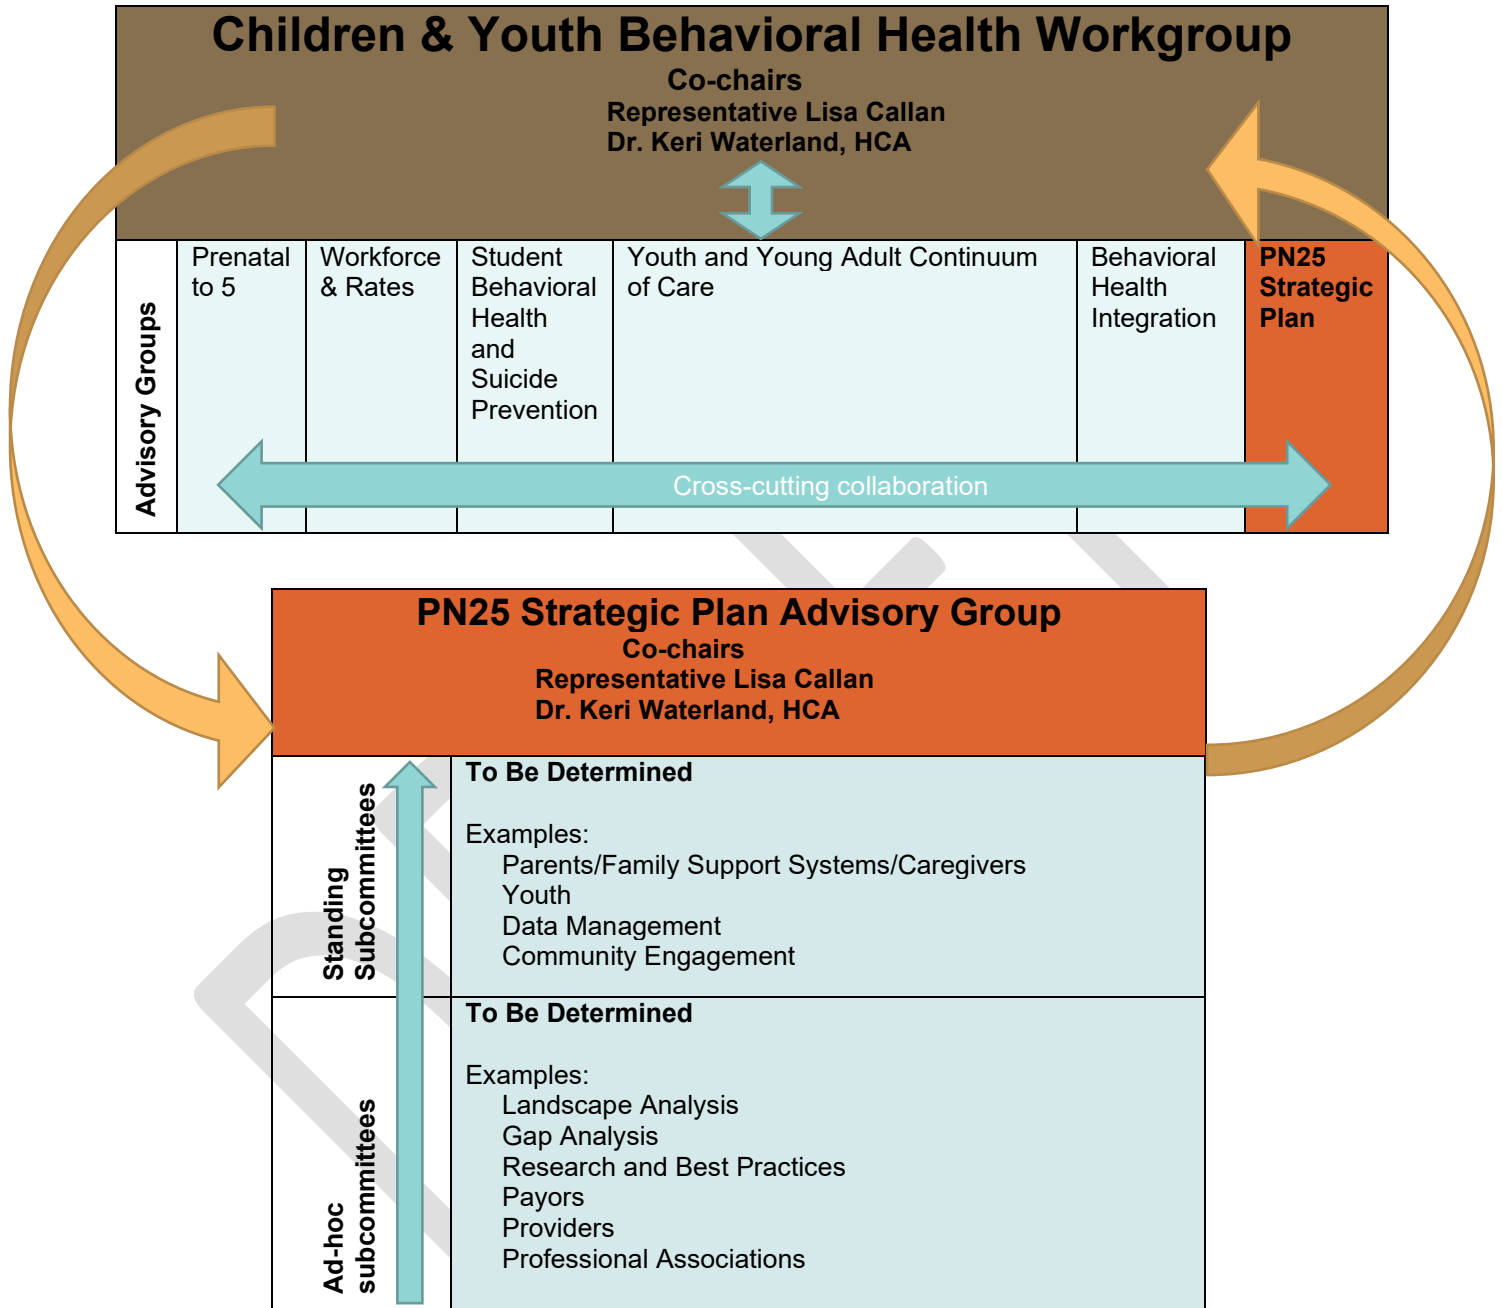 Children & Youth Behavioral Health Workgroup
Co-chairs
Representative Lisa Callan
Dr. Keri Waterland, HCA
Advisory Groups
Prenatal
to 5
Workforce
& Rates
Student
Behavioral
Health
and
Suicide
Prevention
Youth and Young Adult Continuum
of Care
Behavioral
Health
Integration
PN25
Strategic
Plan
Cross-cutting collaboration
PN25 Strategic Plan Advisory Group
Co-chairs
Representative Lisa Callan
Dr. Keri Waterland, HCA
Standing
Subcommittees
To Be Determined
Examples:
Parents/Family Support Systems/Caregivers
Youth
Data Management
Community Engagement
Ad-hoc
subcommittees
To Be Determined
Examples:
Landscape Analysis
Gap Analysis
Research and Best Practices
Payors
Providers
Professional Associations